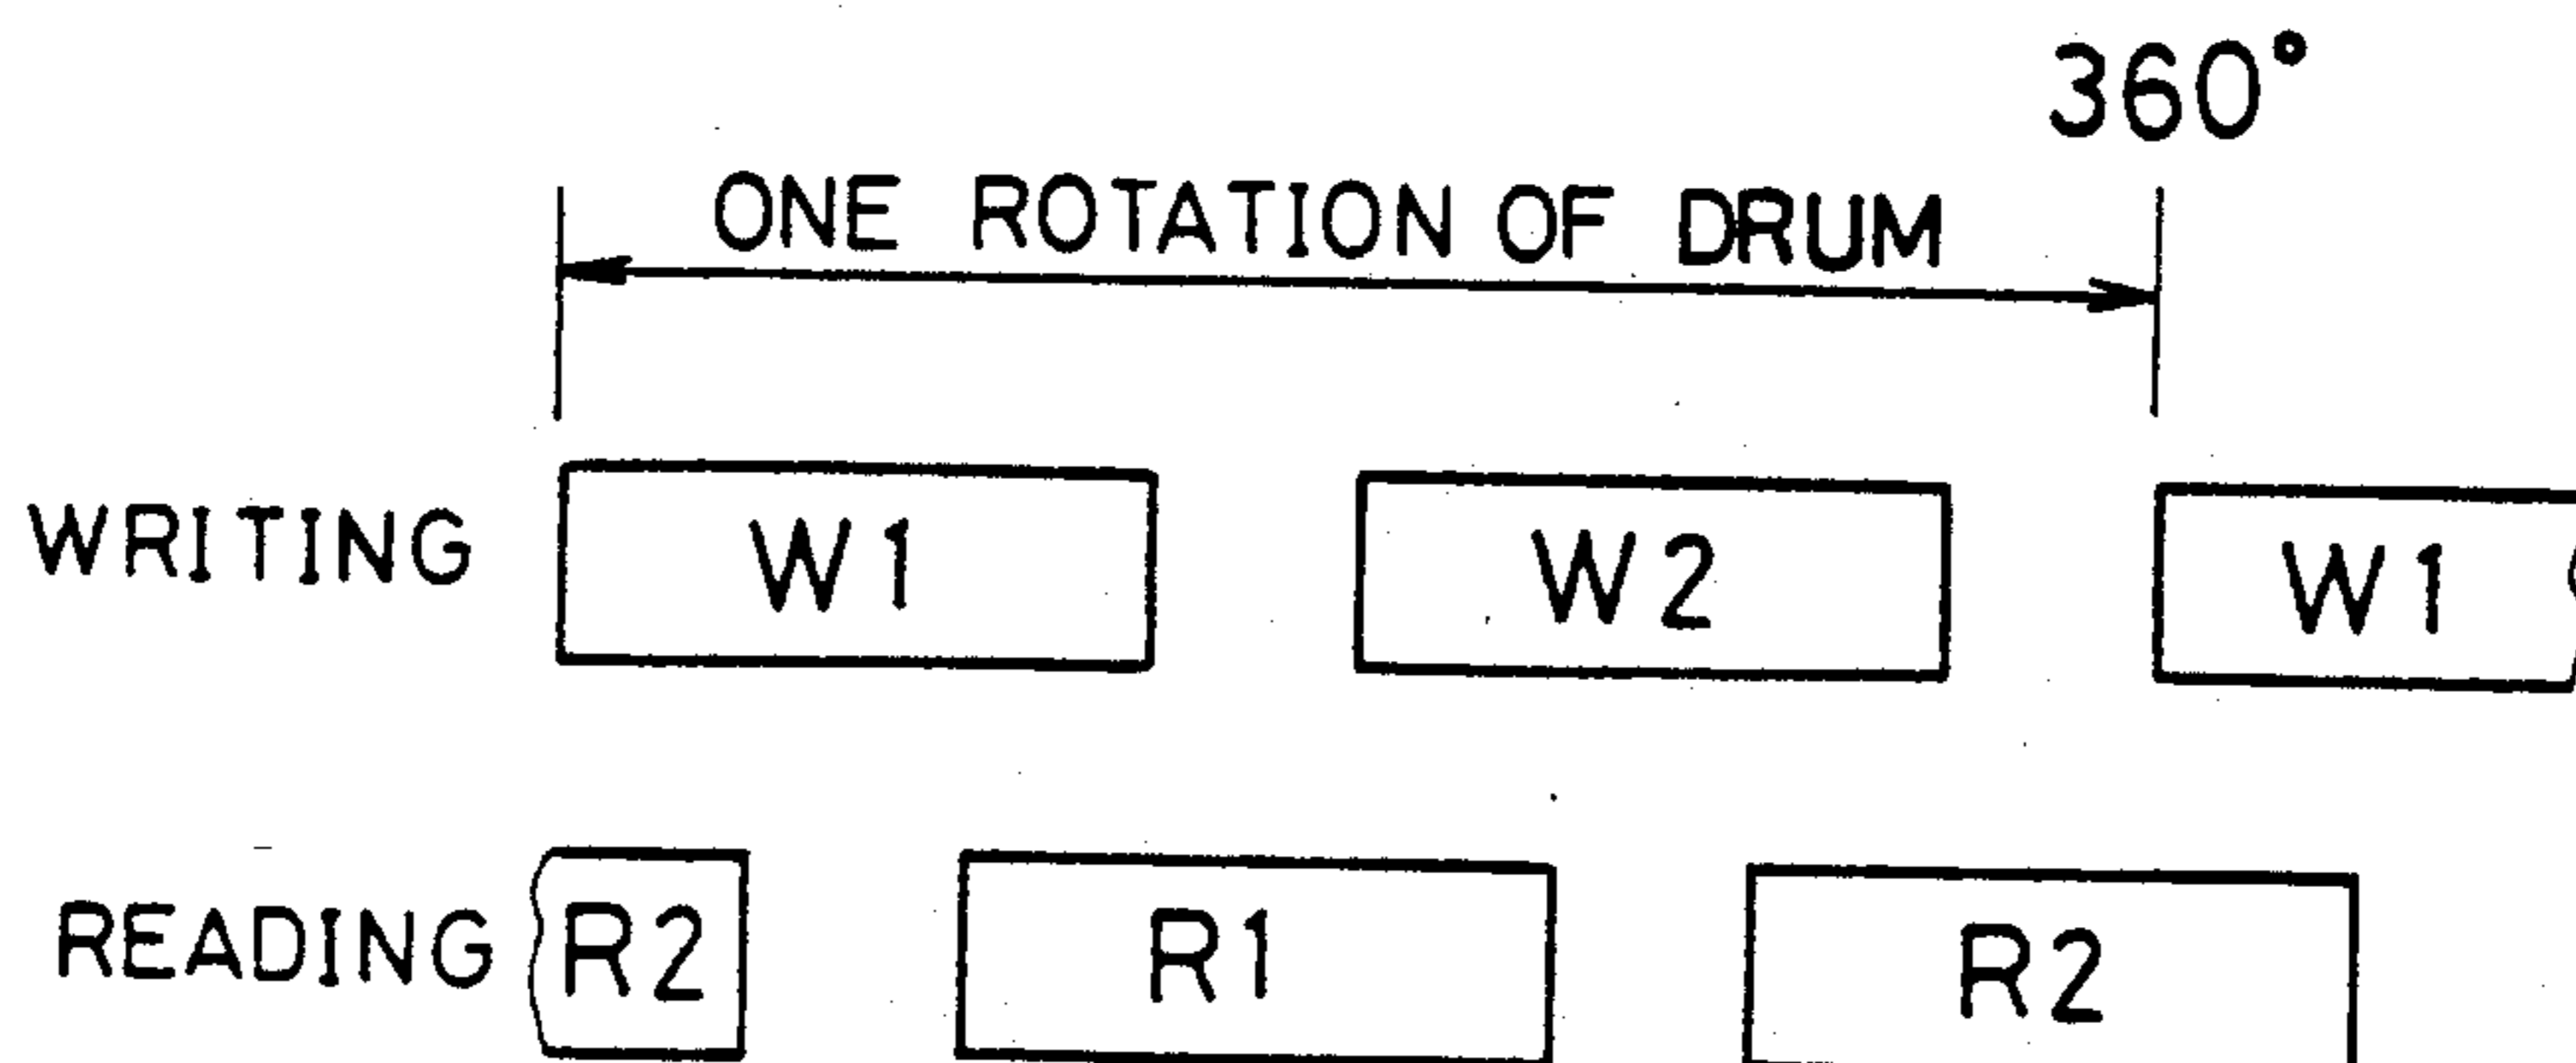 360°
ONE ROTATION OF DRUM
WRITING W1 W2 W1
READING R2 R1 R2